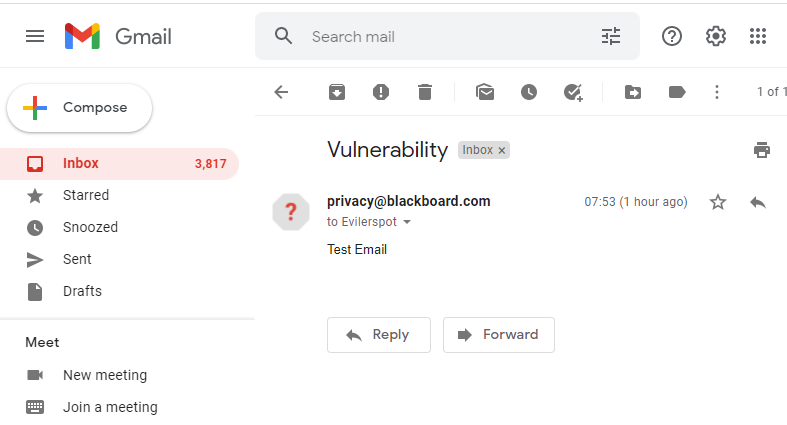 Gmail
Search mail
Compose
1 of 1
Inbox 3,817
Starred
Snoozed
Sent
Drafts
Meet
New meeting
Join a meeting
Vulnerability Inbox ×
privacy@blackboard.com 07:53 (1 hour ago)
to Evilerspot
Test Email
Reply Forward